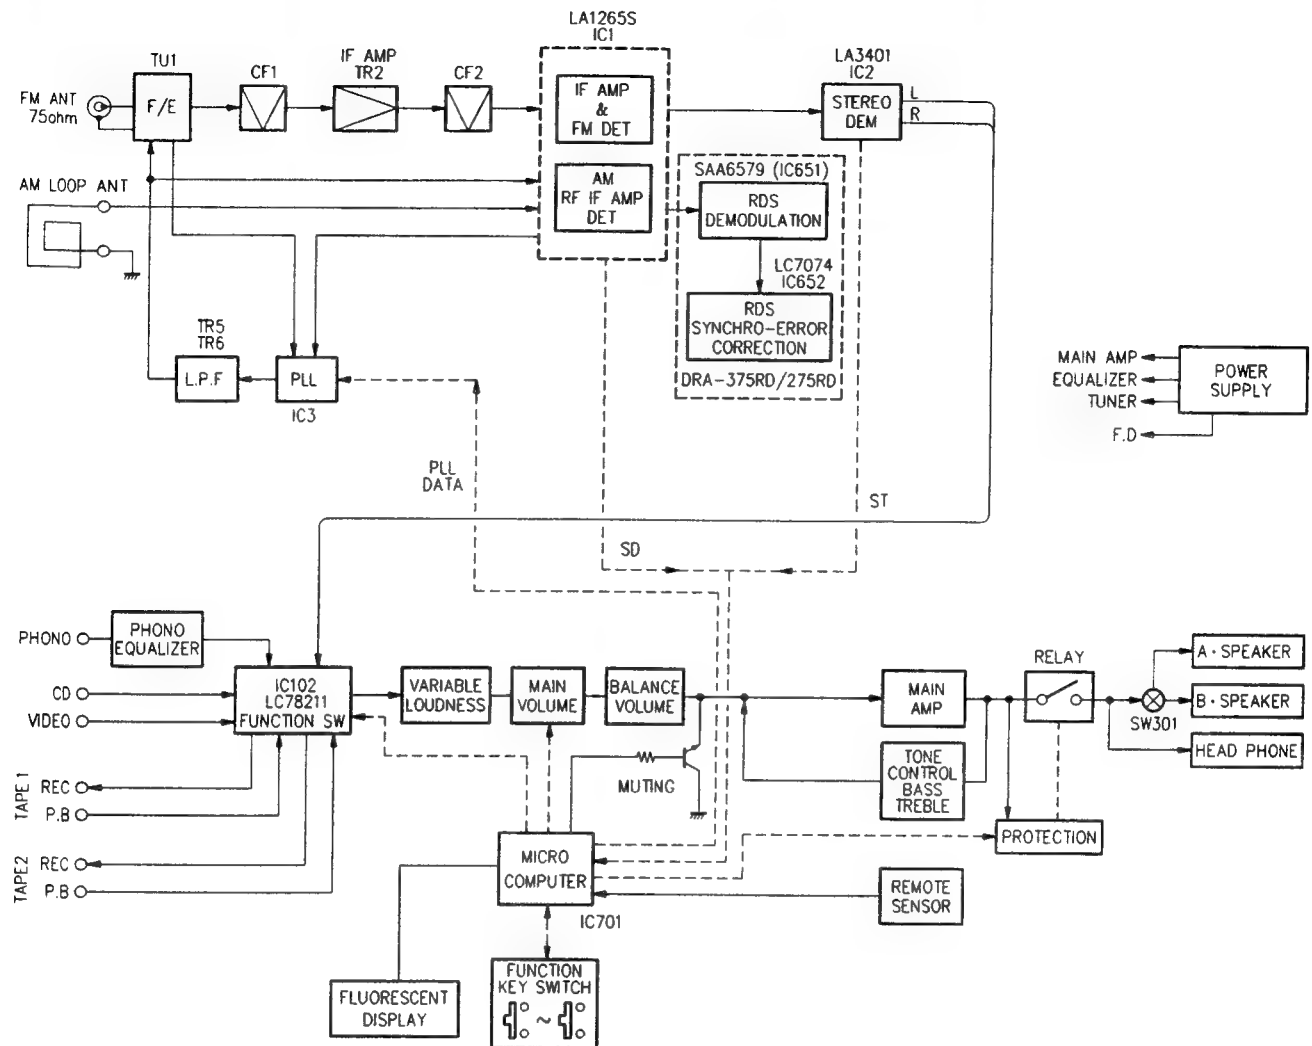 LA1265S
IC1
TU1
IF AMP
TR2
CF1
CF2
LA3401
IC2
FM ANT
75ohm
F/E
IF AMP
&
FM DET
STEREO
DEM
L
R
AM LOOP ANT
AM
RF IF AMP
DET
SAA6579 (IC651)
RDS
DEMODULATION
LC7074
IC652
RDS
SYNCHRO-ERROR
CORRECTION
DRA-375RD/275RD
TR5
TR6
L.P.F
PLL
IC3
MAIN AMP
EQUALIZER
TUNER
F.D
POWER
SUPPLY
PLL
DATA
ST
SD
PHONO
PHONO
EQUALIZER
CD
VIDEO
IC102
LC78211
FUNCTION SW
VARIABLE
LOUDNESS
MAIN
VOLUME
BALANCE
VOLUME
MAIN
AMP
RELAY
A・SPEAKER
B・SPEAKER
SW301
HEAD PHONE
MUTING
TONE
CONTROL
BASS
TREBLE
TAPE 1
REC
P.B
TAPE2
REC
P.B
MICRO
COMPUTER
IC701
PROTECTION
REMOTE
SENSOR
FLUORESCENT
DISPLAY
FUNCTION
KEY SWITCH
~